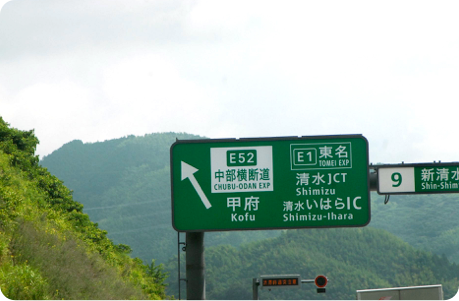 E52
中部横断道
CHUBU-ODAN EXP
甲府
Kofu
E1 東名
TOMEI EXP
清水JCT
Shimizu
清水いはらIC
Shimizu-Ihara
9 新清水
Shin-Shim